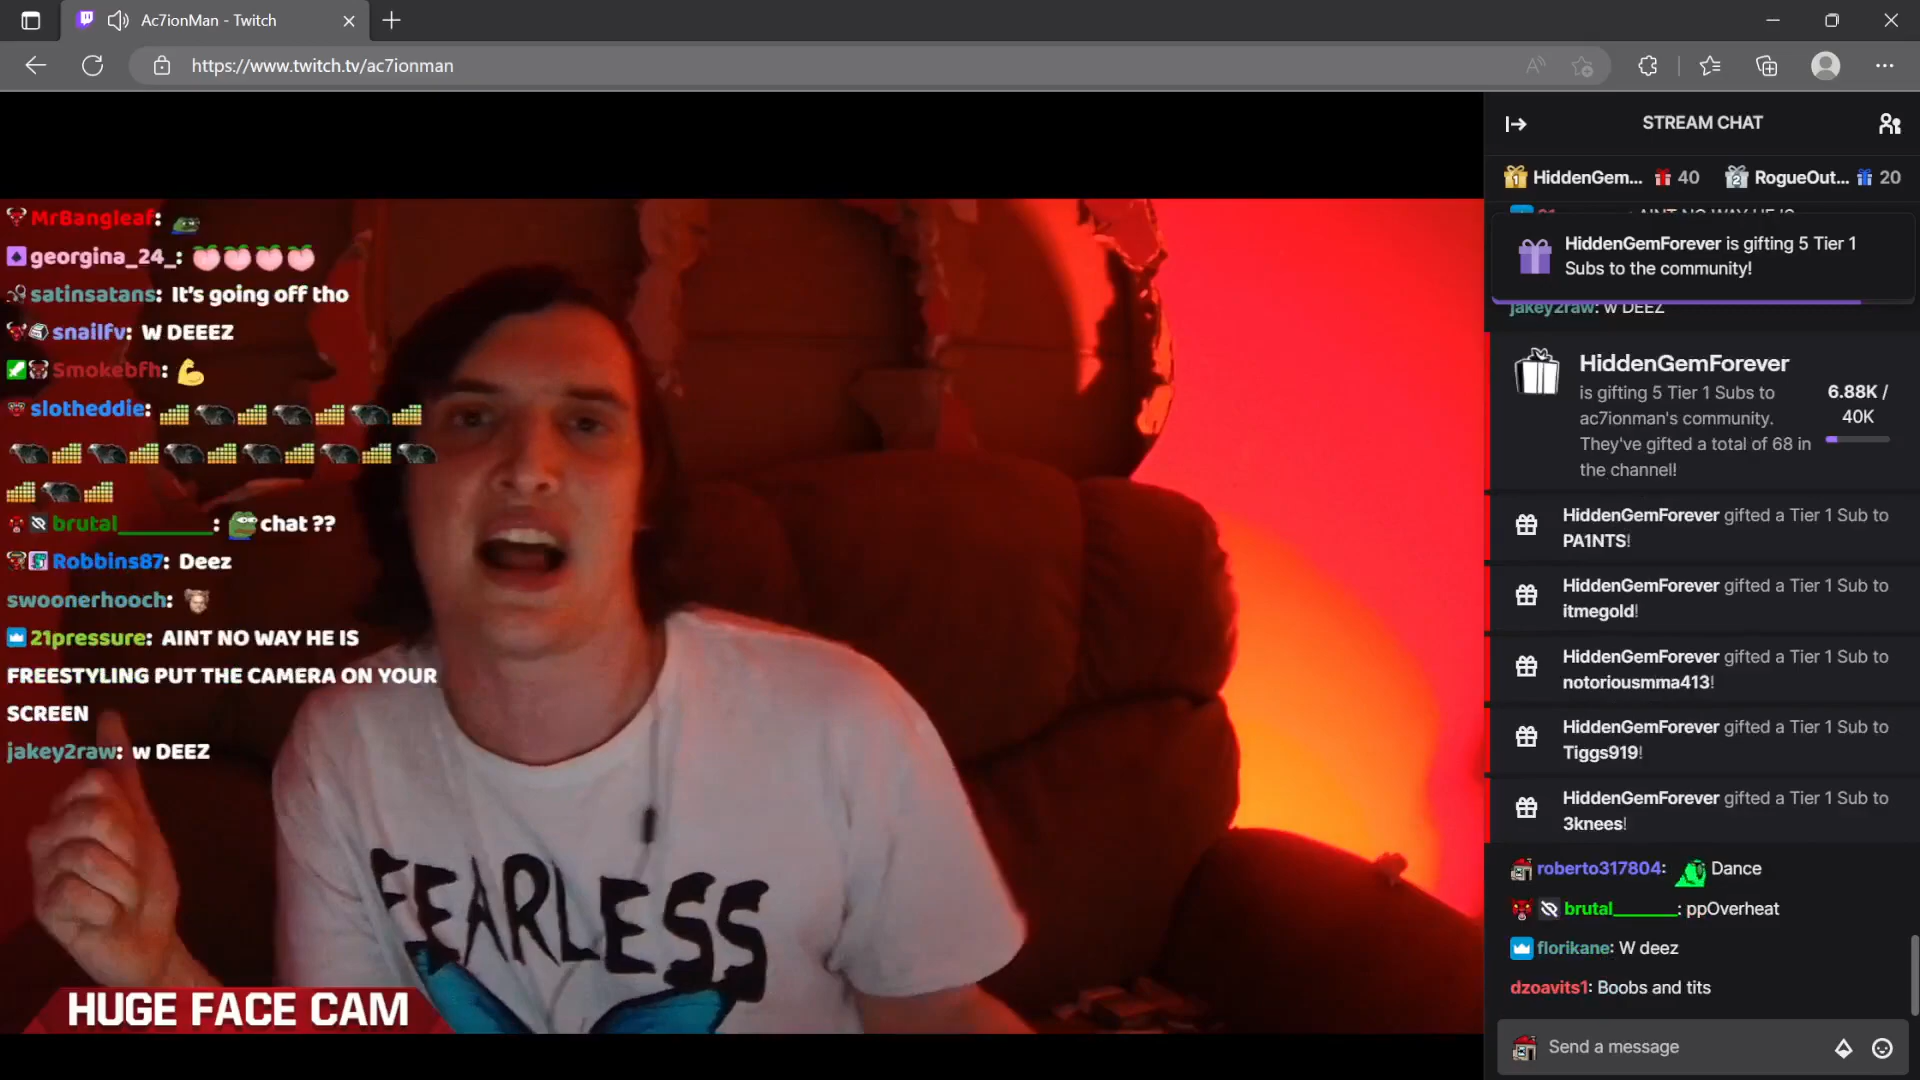 Ac7ionMan - Twitch
https://www.twitch.tv/ac7ionman
MrBangleaf:
georgina_24_:
satinsatans: It's going off tho
snailfv: W DEEEZ
Smokebfh:
slotheddie:
brutal_______: chat ??
Robbins87: Deez
swoonerhooch:
21pressure: AINT NO WAY HE IS
FREESTYLING PUT THE CAMERA ON YOUR
SCREEN
jakey2raw: w DEEZ
FEARLESS
HUGE FACE CAM
STREAM CHAT
HiddenGem... 40 RogueOut... 20
HiddenGemForever is gifting 5 Tier 1
Subs to the community!
jakey2raw: w DEEZ
HiddenGemForever
is gifting 5 Tier 1 Subs to
ac7ionman's community.
They've gifted a total of 68 in
the channel!
6.88K /
40K
HiddenGemForever gifted a Tier 1 Sub to
PA1NTS!
HiddenGemForever gifted a Tier 1 Sub to
itmegold!
HiddenGemForever gifted a Tier 1 Sub to
notoriousmma413!
HiddenGemForever gifted a Tier 1 Sub to
Tiggs919!
HiddenGemForever gifted a Tier 1 Sub to
3knees!
roberto317804: Dance
brutal_______: ppOverheat
florikane: W deez
dzoavits1: Boobs and tits
Send a message